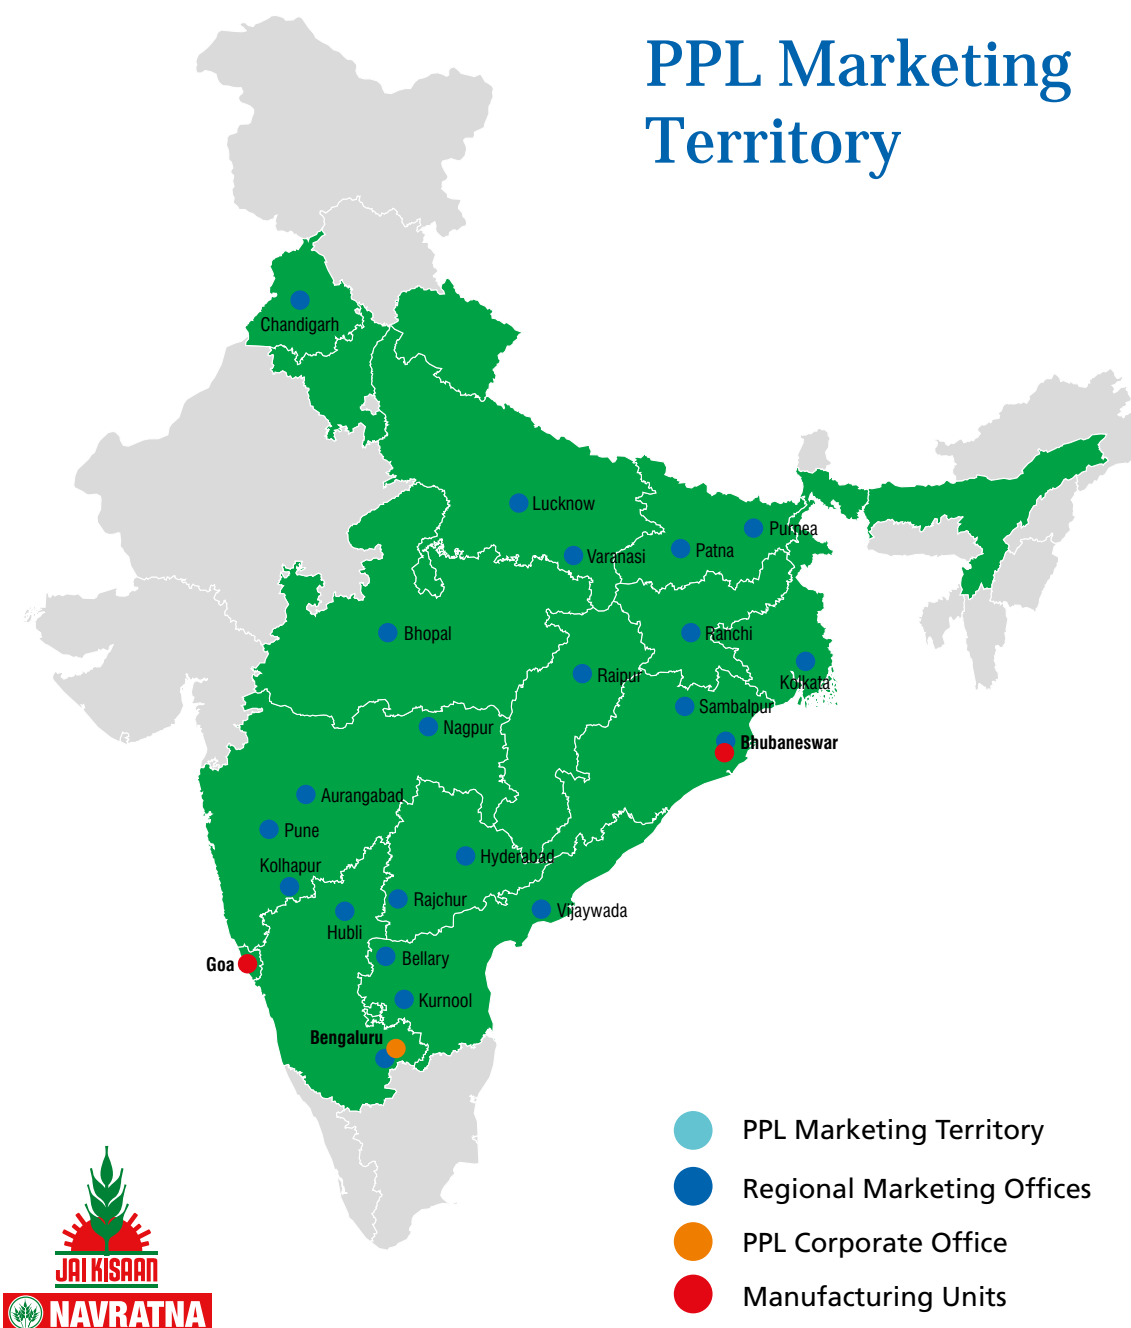 PPL Marketing
Territory
Chandigarh
Lucknow
Purnea
Patna
Varanasi
Bhopal
Ranchi
Raipur
Kolkata
Sambalpur
Nagpur
Bhubaneswar
Aurangabad
Pune
Hyderabad
Kolhapur
Rajchur
Vijaywada
Hubli
Bellary
Goa
Kurnool
Bengaluru
PPL Marketing Territory
Regional Marketing Offices
PPL Corporate Office
Manufacturing Units
JAI KISAAN
NAVRATNA